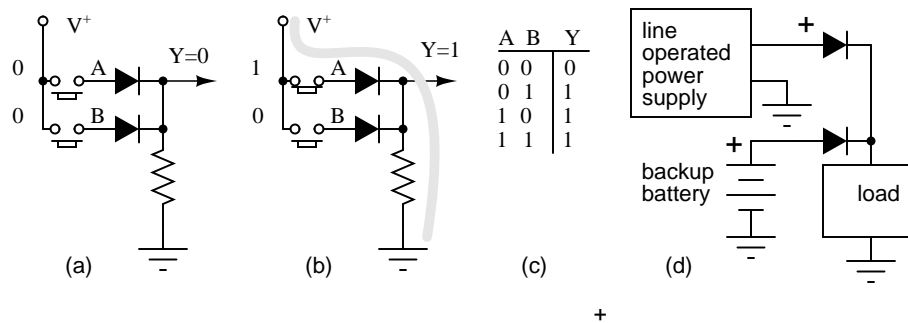 V+
0
A
Y=0
0
B
(a)
V+
1
A
Y=1
0
B
(b)
A B Y
0 0 0
0 1 1
1 0 1
1 1 1
(c)
line
operated
power
supply
+
+
backup
battery
load
(d)
+